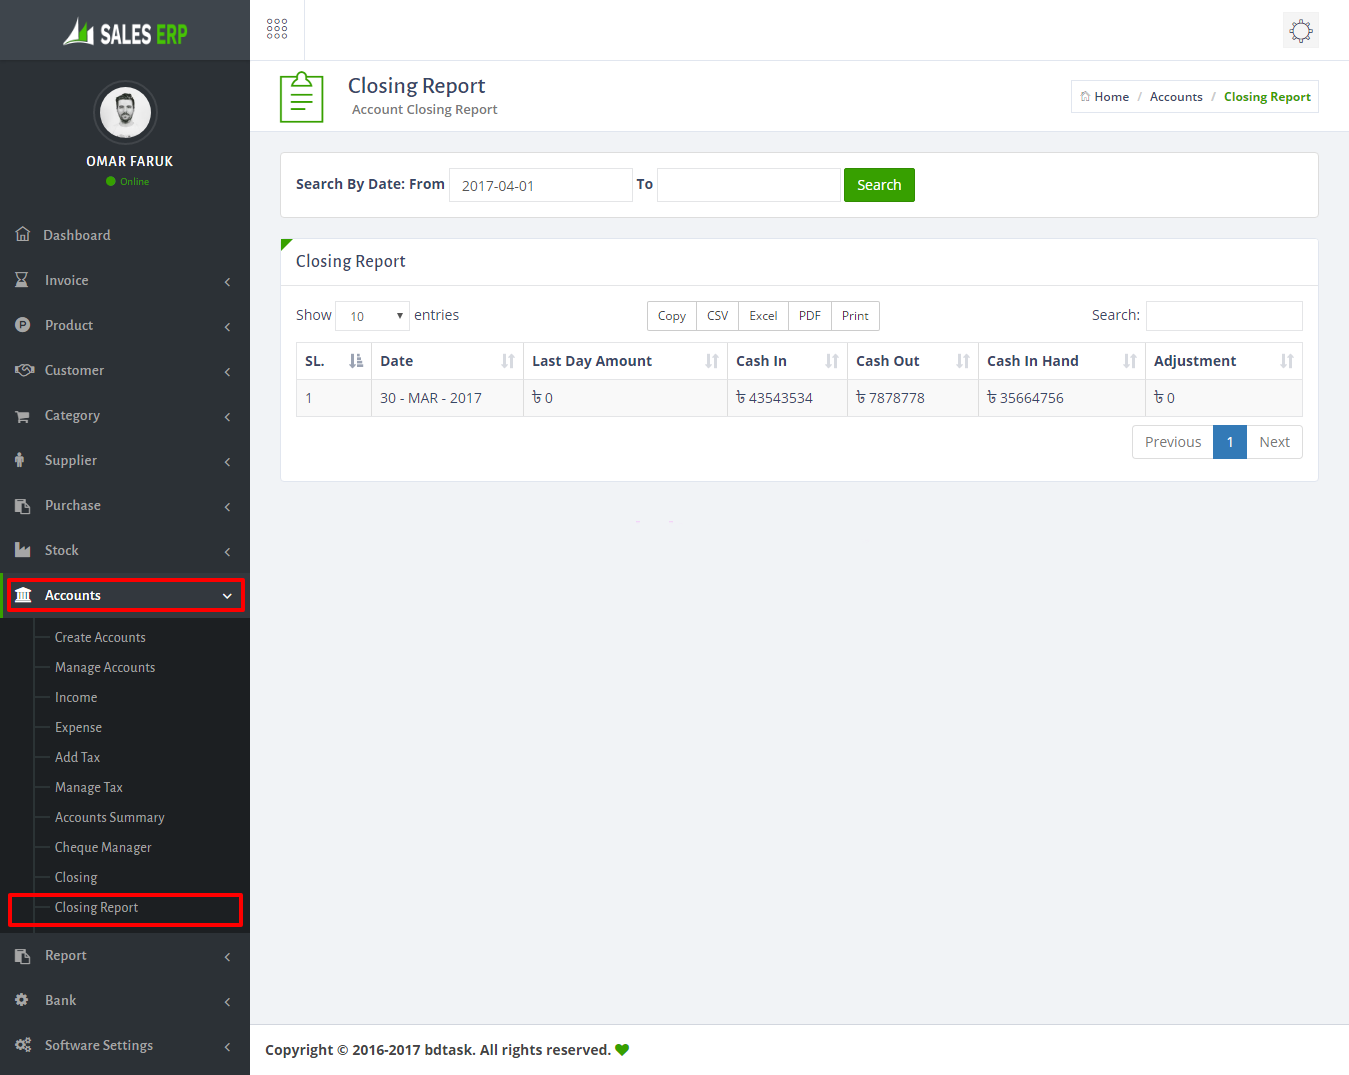 SALES ERP
OMAR FARUK
Online
Dashboard
Invoice
Product
Customer
Category
Supplier
Purchase
Stock
Accounts
Create Accounts
Manage Accounts
Income
Expense
Add Tax
Manage Tax
Accounts Summary
Cheque Manager
Closing
Closing Report
Report
Bank
Software Settings
Closing Report
Account Closing Report
Home / Accounts / Closing Report
Search By Date: From 2017-04-01 To Search
Closing Report
Show 10 entries Copy CSV Excel PDF Print Search:
SL. Date Last Day Amount Cash In Cash Out Cash In Hand Adjustment
1 30 - MAR - 2017 ৳ 0 ৳ 43543534 ৳ 7878778 ৳ 35664756 ৳ 0
Previous 1 Next
Copyright © 2016-2017 bdtask. All rights reserved.